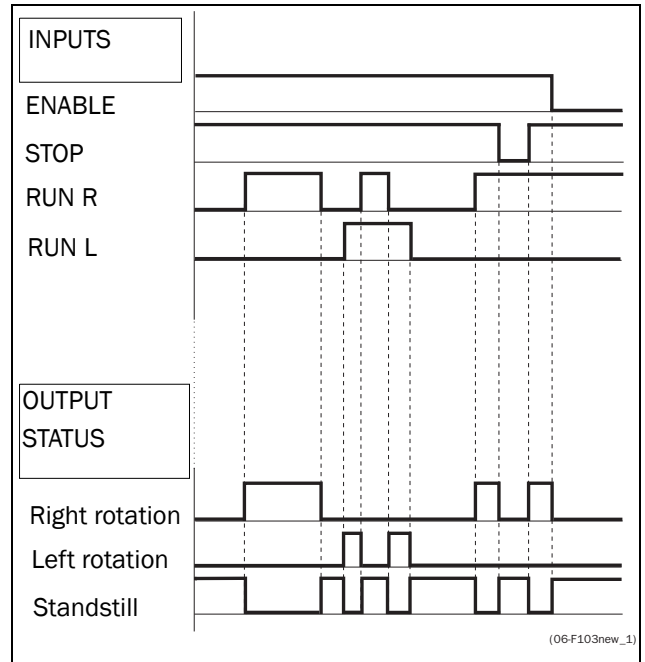 INPUTS
ENABLE
STOP
RUN R
RUN L
OUTPUT
STATUS
Right rotation
Left rotation
Standstill
(06-F103new_1)